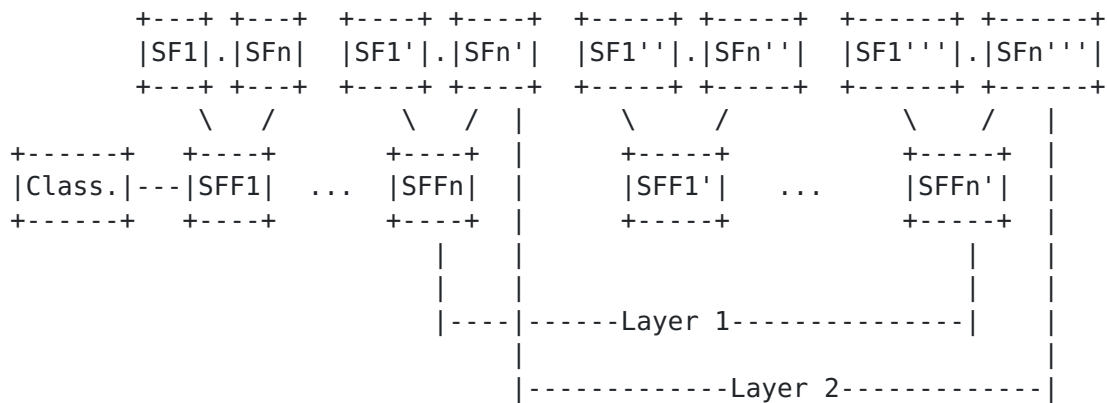 |SF1|.|SFn| |SF1'|.|SFn'| |SF1''|.|SFn''| |SF1'''|.|SFn'''|
|Class.|---|SFF1| ... |SFFn| |SFF1'| ... |SFFn'|
Layer 1
Layer 2